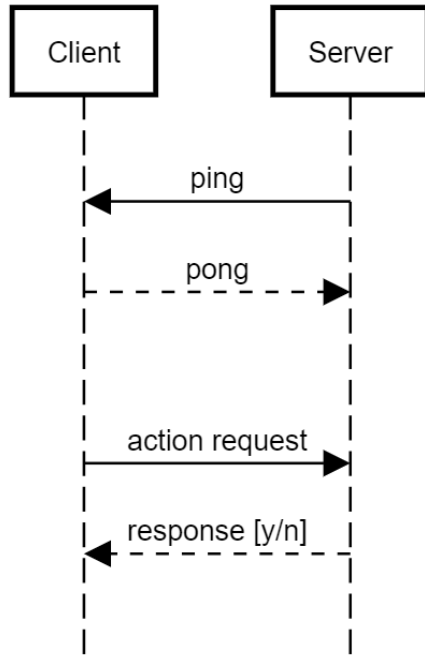 Client
Server
ping
pong
action request
response [y/n]